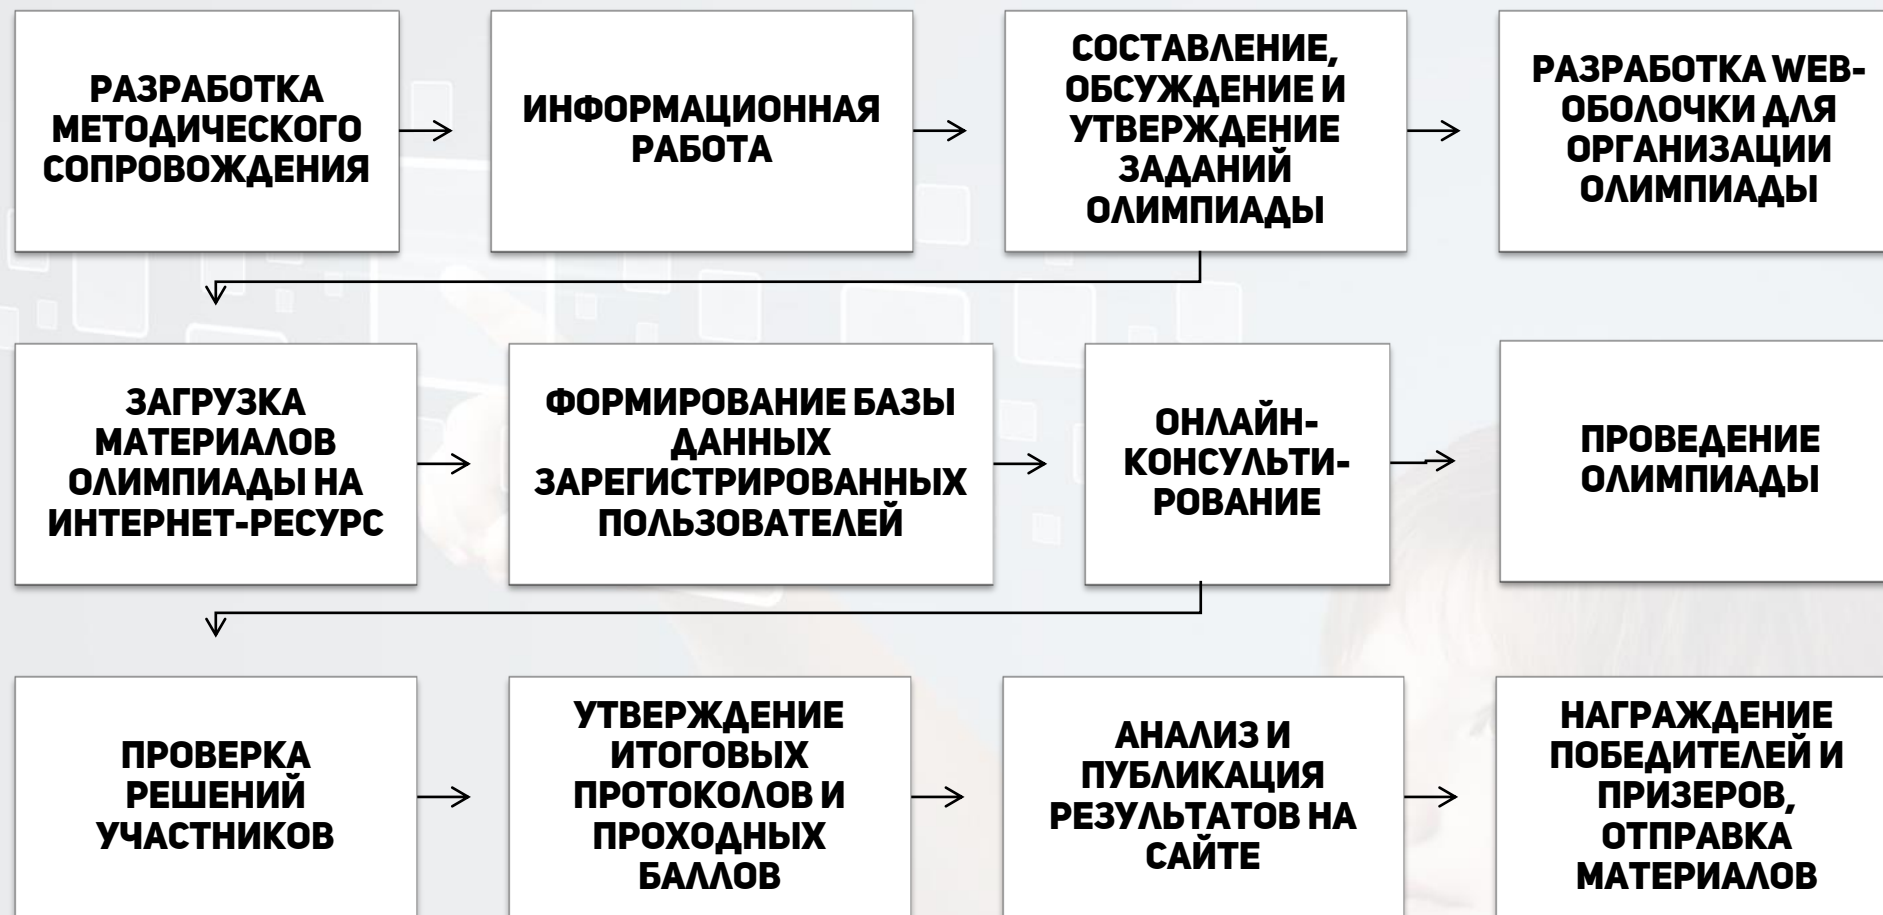 РАЗРАБОТКА
МЕТОДИЧЕСКОГО
СОПРОВОЖДЕНИЯ
ИНФОРМАЦИОННАЯ
РАБОТА
СОСТАВЛЕНИЕ,
ОБСУЖДЕНИЕ И
УТВЕРЖДЕНИЕ
ЗАДАНИЙ
ОЛИМПИАДЫ
РАЗРАБОТКА WEB-
ОБОЛОЧКИ ДЛЯ
ОРГАНИЗАЦИИ
ОЛИМПИАДЫ
ЗАГРУЗКА
МАТЕРИАЛОВ
ОЛИМПИАДЫ НА
ИНТЕРНЕТ-РЕСУРС
ФОРМИРОВАНИЕ БАЗЫ
ДАННЫХ
ЗАРЕГИСТРИРОВАННЫХ
ПОЛЬЗОВАТЕЛЕЙ
ОНЛАЙН-
КОНСУЛЬТИ-
РОВАНИЕ
ПРОВЕДЕНИЕ
ОЛИМПИАДЫ
ПРОВЕРКА
РЕШЕНИЙ
УЧАСТНИКОВ
УТВЕРЖДЕНИЕ
ИТОГОВЫХ
ПРОТОКОЛОВ И
ПРОХОДНЫХ
БАЛЛОВ
АНАЛИЗ И
ПУБЛИКАЦИЯ
РЕЗУЛЬТАТОВ НА
САЙТЕ
НАГРАЖДЕНИЕ
ПОБЕДИТЕЛЕЙ И
ПРИЗЕРОВ,
ОТПРАВКА
МАТЕРИАЛОВ